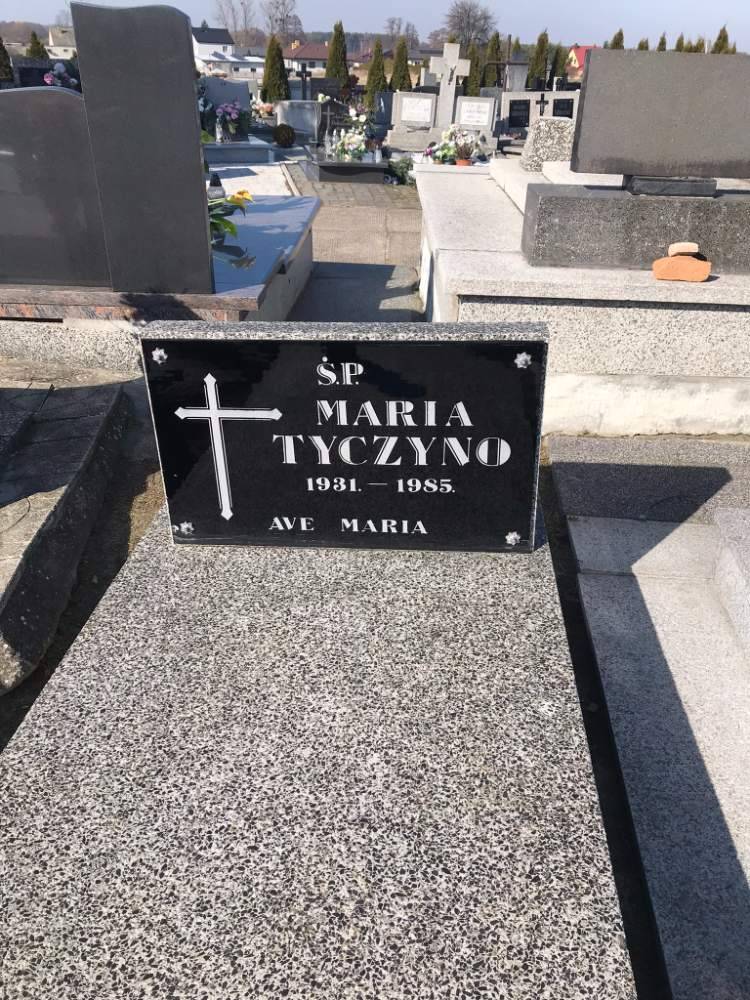 Ś.P.
MARIA
TYCZYNO
1931. — 1985.
AVE MARIA